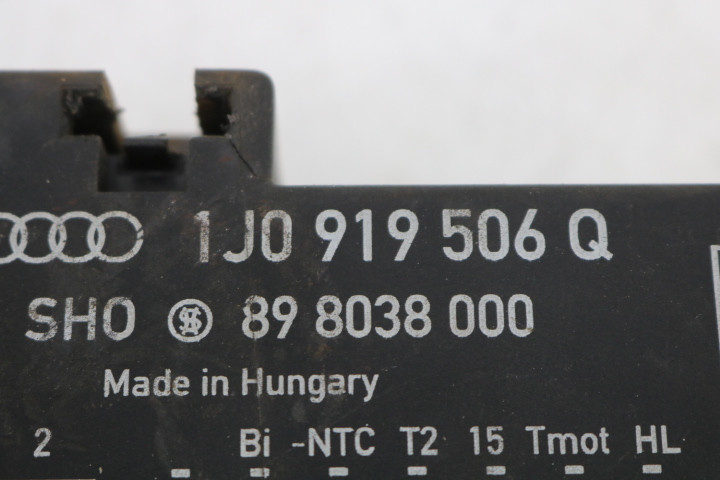 1J0 919 506 Q
SHO 89 8038 000
Made in Hungary
2 Bi -NTC T2 15 Tmot HL